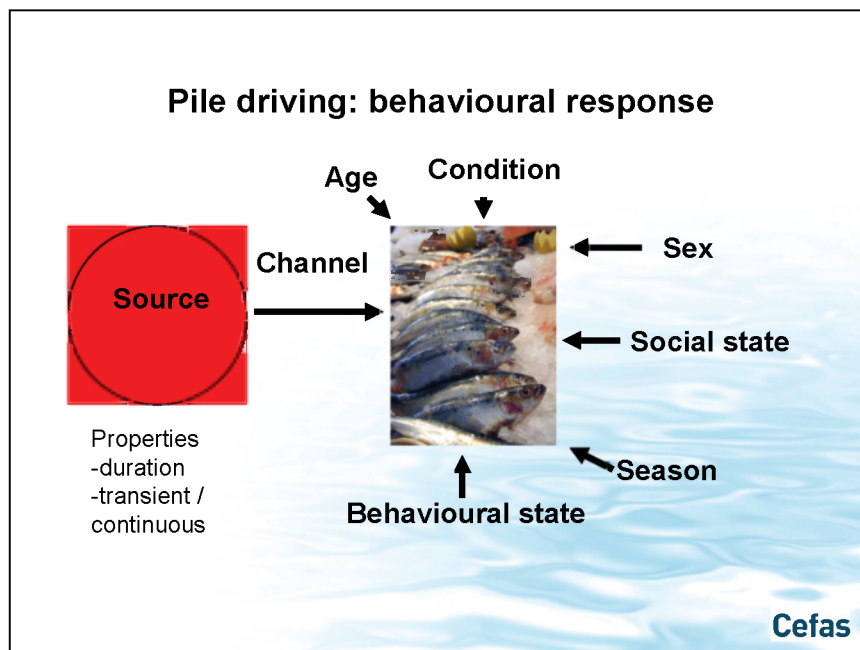 Pile driving: behavioural response
Age
Condition
Channel
Sex
Source
Social state
Properties
-duration
-transient /
continuous
Season
Behavioural state
Cefas